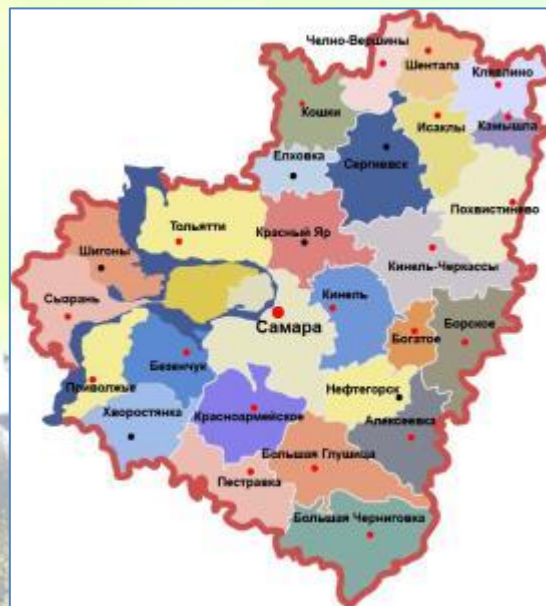 Челно-Вершины
Шентала
Клявлино
Кошки
Исаклы
Камышла
Елховка
Сергиевск
Похвистнево
Тольятти
Красный Яр
Шигоны
Кинель-Черкассы
Сызрань
Кинель
Самара
Борское
Богатое
Безенчук
Приволжье
Нефтегорск
Хворостянка
Красноармейское
Алексеевка
Большая Глушица
Пестравка
Большая Черниговка